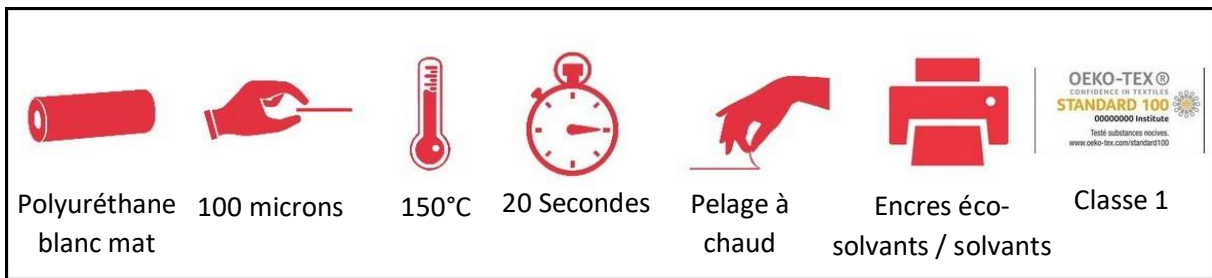 OEKO-TEX®
CONFIDENCE IN TEXTILES
STANDARD 100
00000000 Institute
Testé substances nocives.
www.oeko-tex.com/standard100
Polyuréthane
blanc mat
100 microns
150°C
20 Secondes
Pelage à
chaud
Encres éco-
solvants / solvants
Classe 1